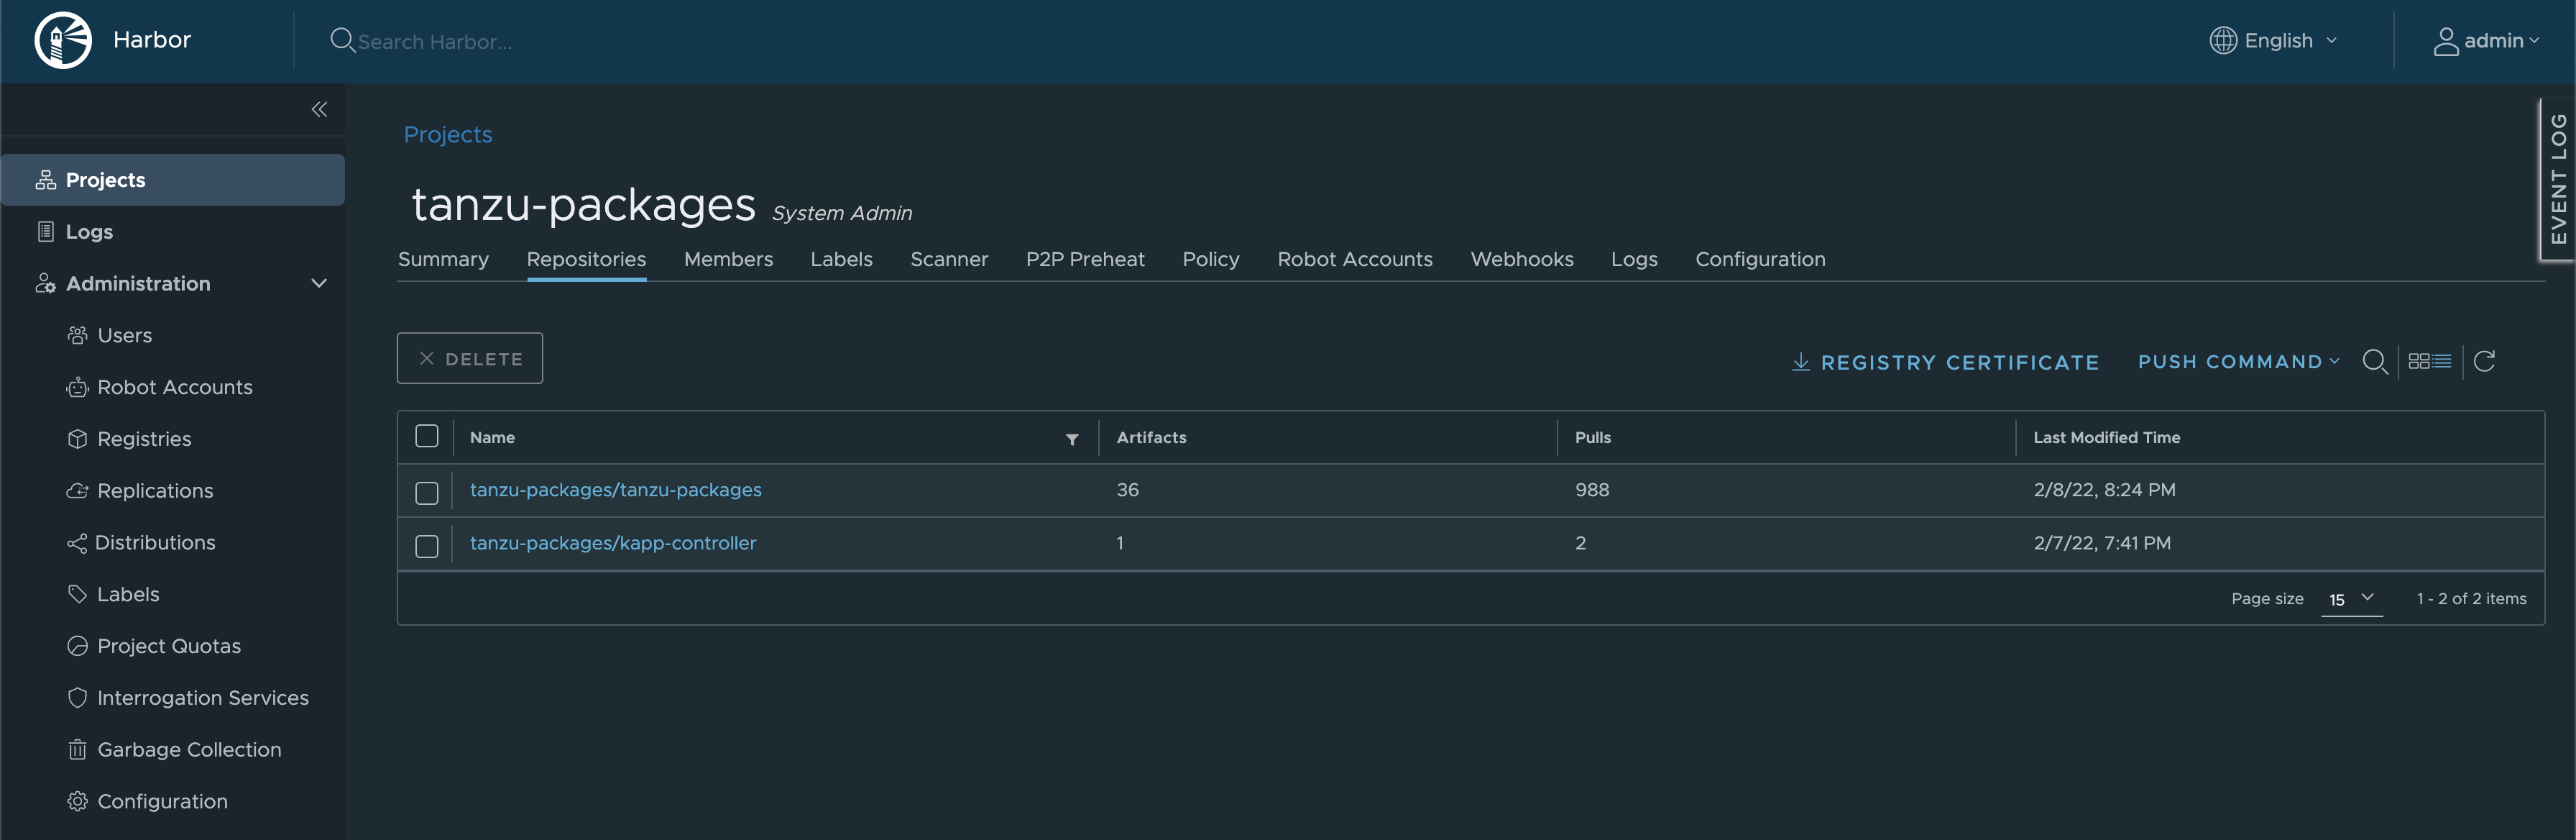 Harbor
Search Harbor...
English
admin
EVENT LOG
Projects
Logs
Administration
Users
Robot Accounts
Registries
Replications
Distributions
Labels
Project Quotas
Interrogation Services
Garbage Collection
Configuration
Projects
tanzu-packages System Admin
Summary Repositories Members Labels Scanner P2P Preheat Policy Robot Accounts Webhooks Logs Configuration
DELETE REGISTRY CERTIFICATE PUSH COMMAND
Name Artifacts Pulls Last Modified Time
tanzu-packages/tanzu-packages 36 988 2/8/22, 8:24 PM
tanzu-packages/kapp-controller 1 2 2/7/22, 7:41 PM
Page size 15 1 - 2 of 2 items